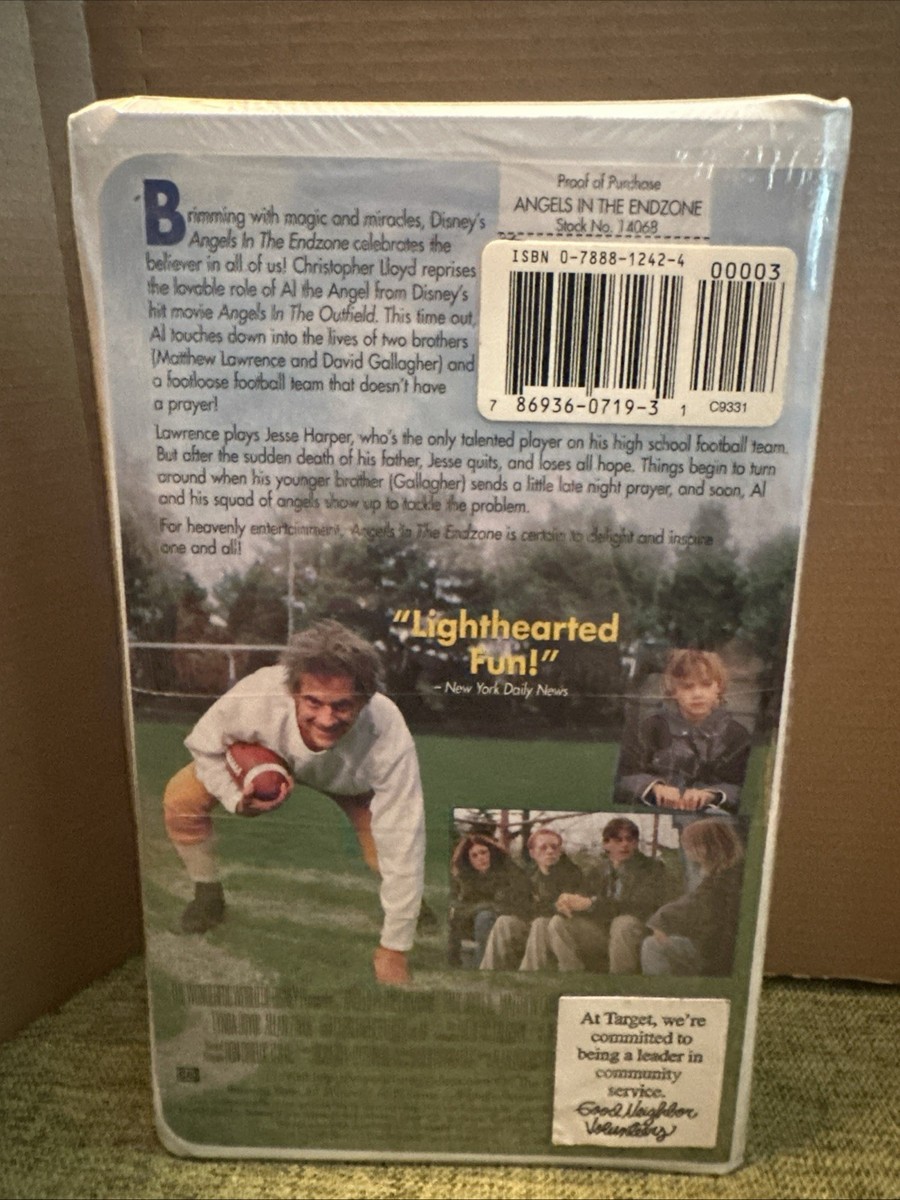 Brimming with magic and miracles, Disney's
Angels In The Endzone celebrates the
believer in all of us! Christopher Lloyd reprises
the lovable role of Al the Angel from Disney's
hit movie Angels In The Outfield. This time out,
Al touches down into the lives of two brothers
(Matthew Lawrence and David Gallagher) and
a footloose football team that doesn't have
a prayer!
Proof of Purchase
ANGELS IN THE ENDZONE
Stock No. 14068
ISBN 0-7888-1242-4
00003
7 86936-0719-3 1 C9331
Lawrence plays Jesse Harper, who's the only talented player on his high school football team.
But after the sudden death of his father, Jesse quits, and loses all hope. Things begin to turn
around when his younger brother (Gallagher) sends a little late night prayer, and soon, Al
and his squad of angels show up to tackle the problem.
For heavenly entertainment, Angels In The Endzone is certain to delight and inspire
one and all!
"Lighthearted
Fun!"
– New York Daily News
At Target, we're
committed to
being a leader in
community
service.
Good Neighbor
Volunteers